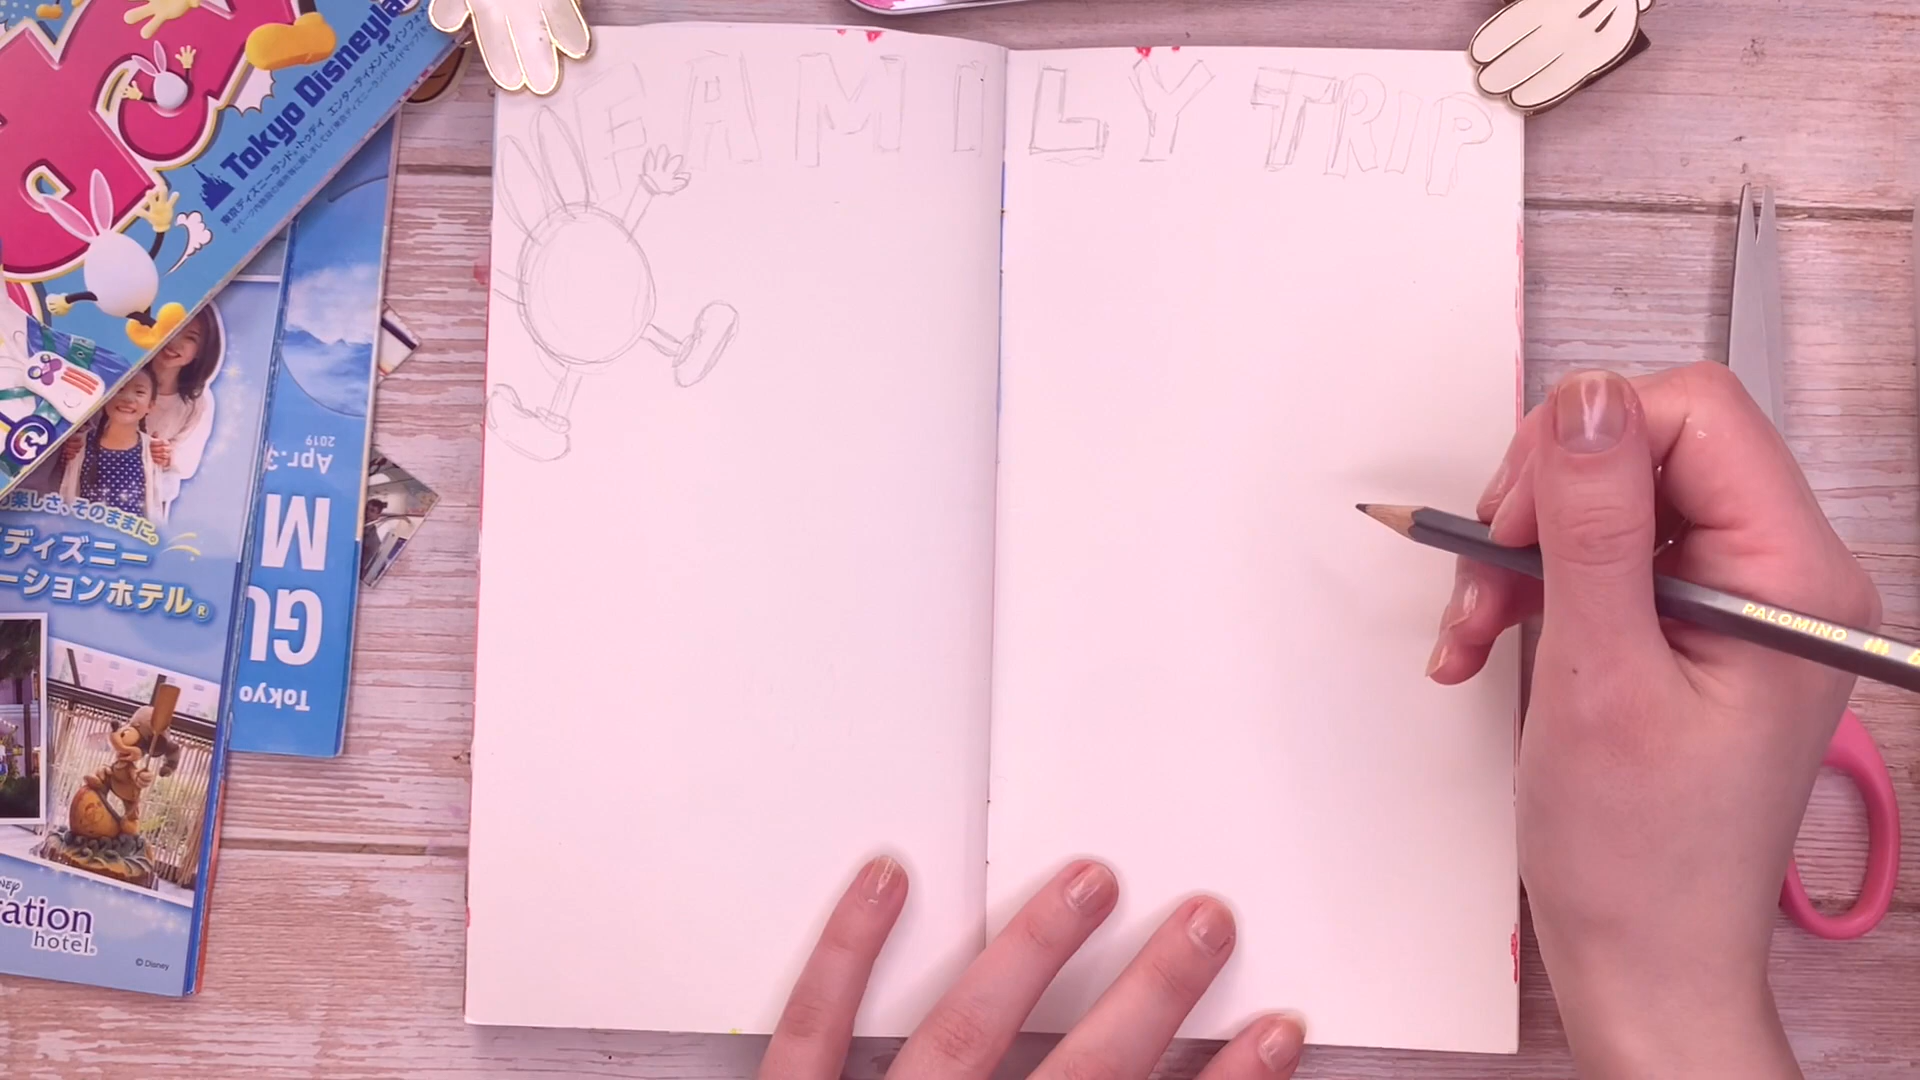 FAMILY TRIP
Tokyo Disneyla
東京ディズニーランド・トゥデイ エンターテイメント&インフォ
2019
Apr.3
M
GU
Tokyo
楽しさ、そのままに。
ディズニー
ーションホテル®
ration
hotel
© Disney
PALOMINO